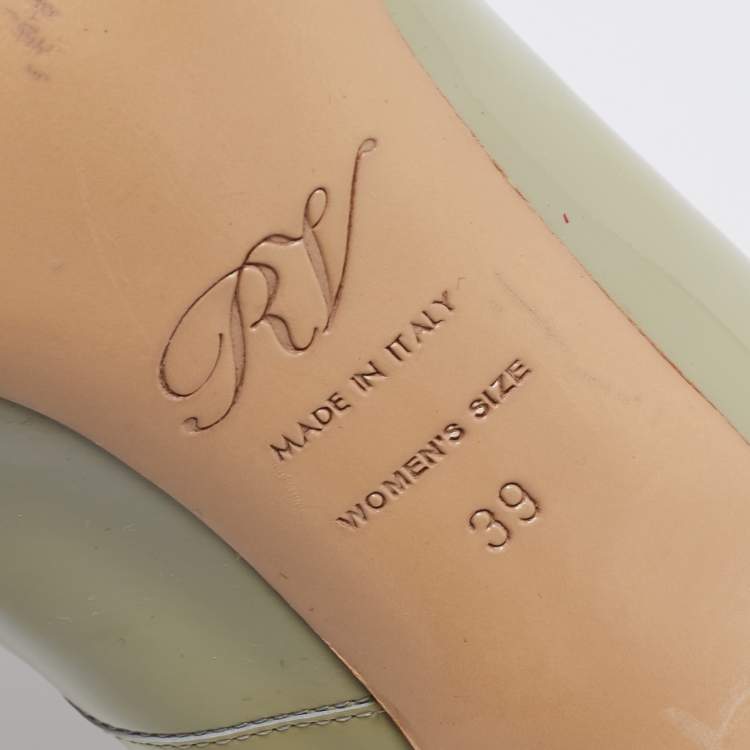 RV
MADE IN ITALY
WOMEN'S SIZE
39